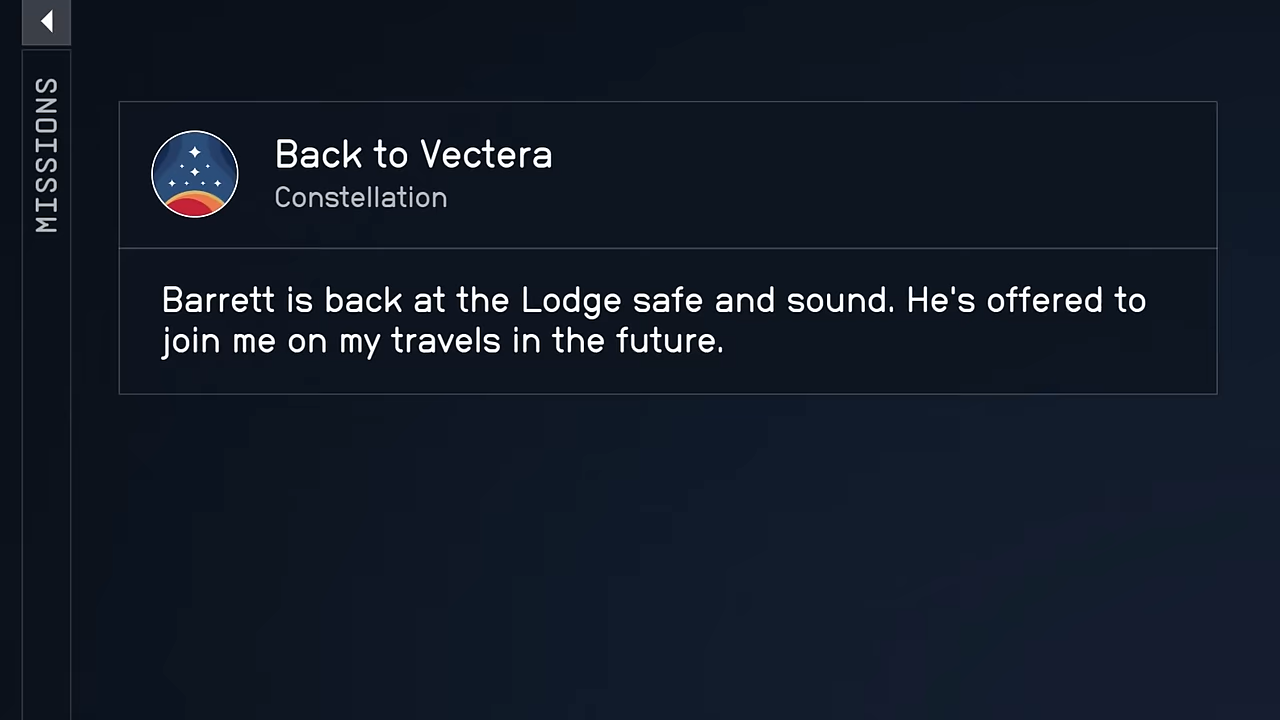 MISSIONS
Back to Vectera
Constellation
Barrett is back at the Lodge safe and sound. He's offered to
join me on my travels in the future.